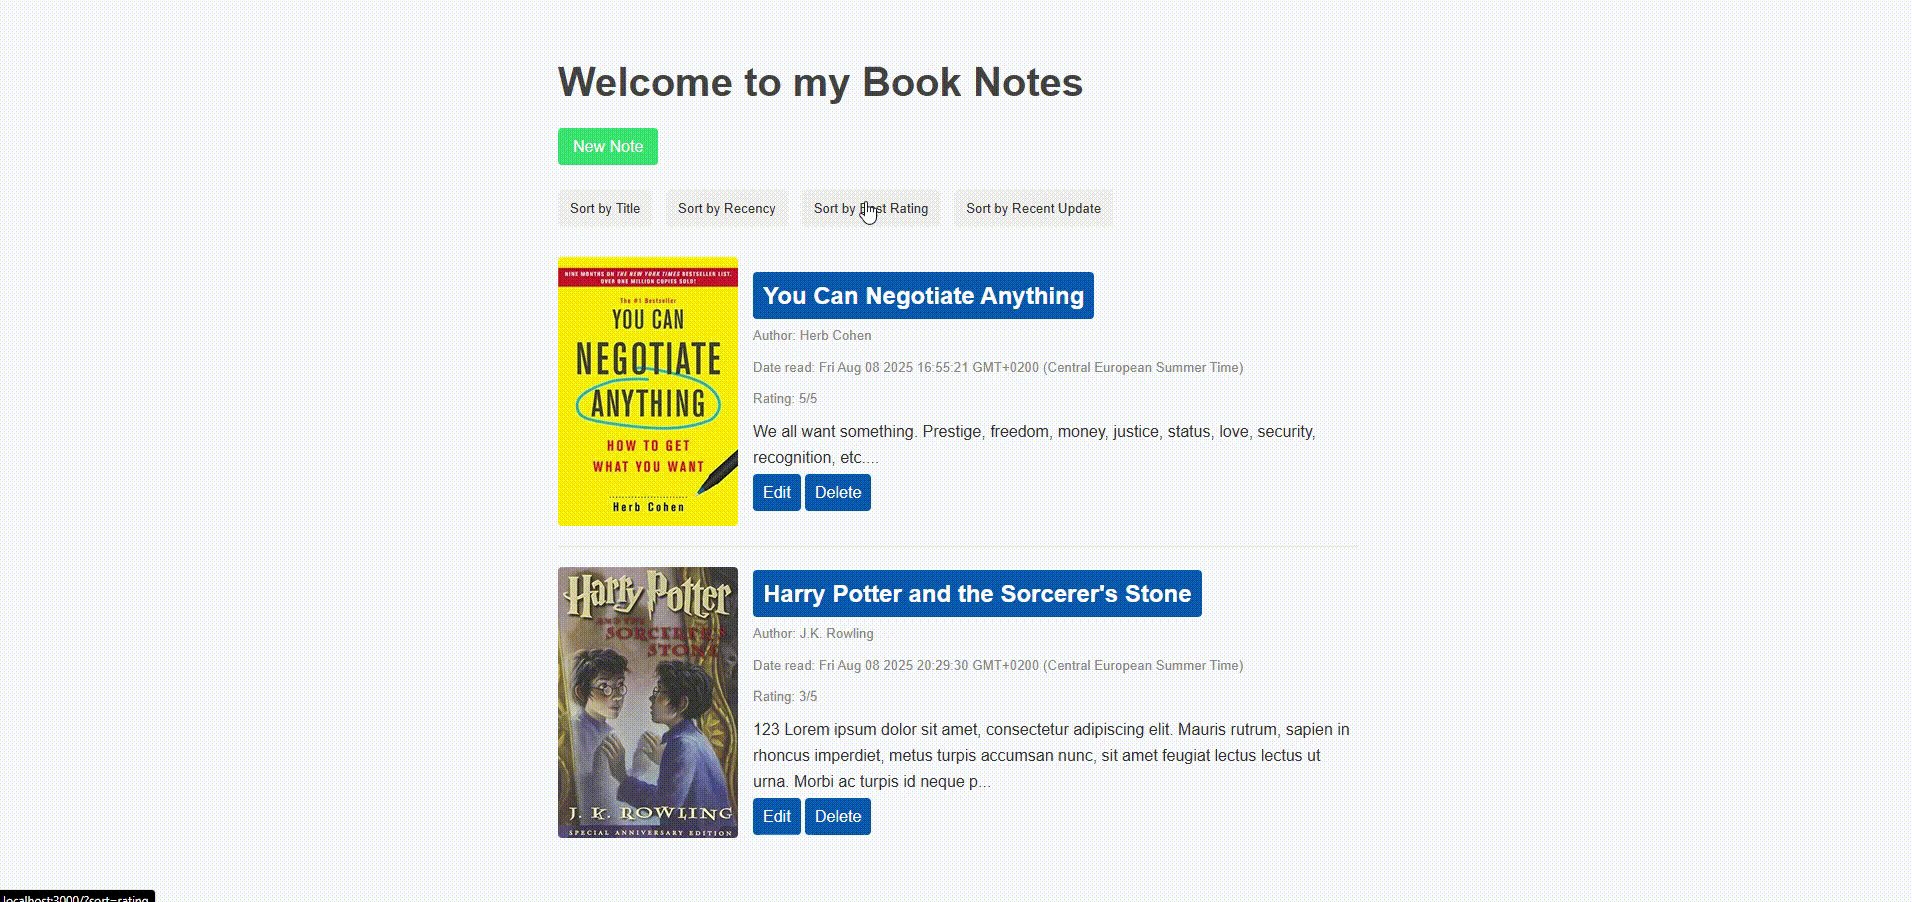 Welcome to my Book Notes
New Note
Sort by Title Sort by Recency Sort by Best Rating Sort by Recent Update
NINE MONTHS ON THE NEW YORK TIMES BESTSELLER LIST.
OVER ONE MILLION COPIES SOLD!
The #1 Bestseller
YOU CAN
NEGOTIATE
ANYTHING
HOW TO GET
WHAT YOU WANT
Herb Cohen
You Can Negotiate Anything
Author: Herb Cohen
Date read: Fri Aug 08 2025 16:55:21 GMT+0200 (Central European Summer Time)
Rating: 5/5
We all want something. Prestige, freedom, money, justice, status, love, security,
recognition, etc....
Edit Delete
Harry Potter
AND THE
SORCERER'S
STONE
J. K. ROWLING
SPECIAL ANNIVERSARY EDITION
Harry Potter and the Sorcerer's Stone
Author: J.K. Rowling
Date read: Fri Aug 08 2025 20:29:30 GMT+0200 (Central European Summer Time)
Rating: 3/5
123 Lorem ipsum dolor sit amet, consectetur adipiscing elit. Mauris rutrum, sapien in
rhoncus imperdiet, metus turpis accumsan nunc, sit amet feugiat lectus lectus ut
urna. Morbi ac turpis id neque p...
Edit Delete
localhost:3000/?sort=rating